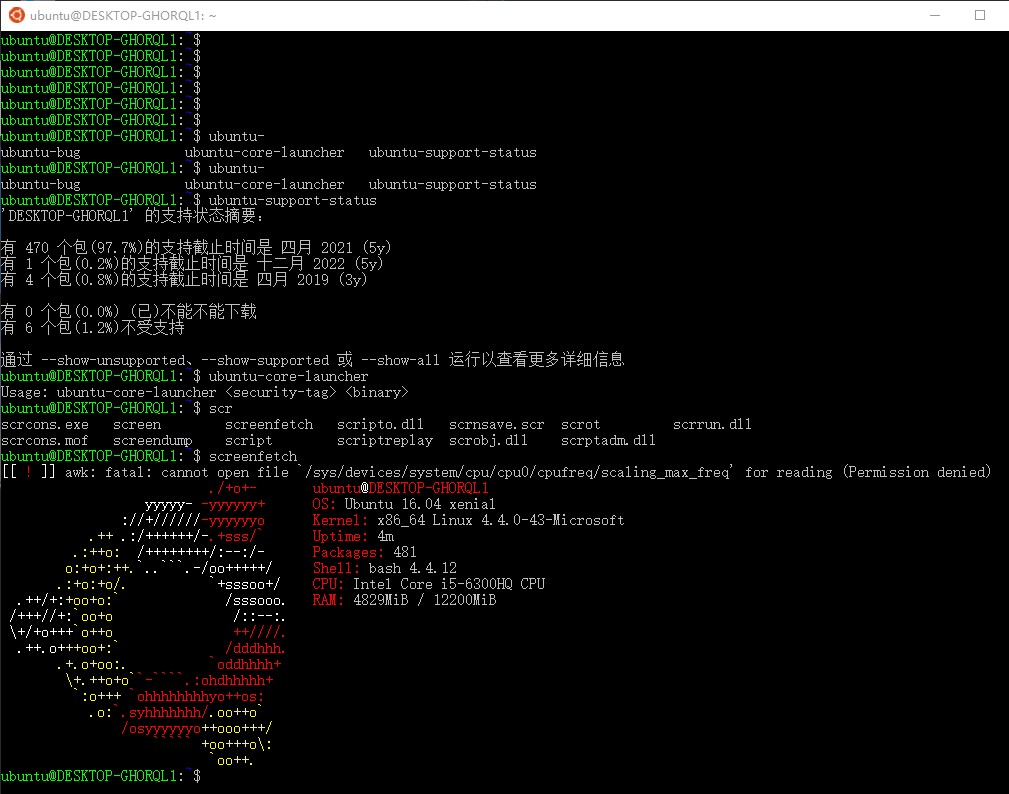 ubuntu@DESKTOP-GHORQL1: ~
ubuntu@DESKTOP-GHORQL1:~$
ubuntu@DESKTOP-GHORQL1:~$
ubuntu@DESKTOP-GHORQL1:~$
ubuntu@DESKTOP-GHORQL1:~$
ubuntu@DESKTOP-GHORQL1:~$
ubuntu@DESKTOP-GHORQL1:~$
ubuntu@DESKTOP-GHORQL1:~$ ubuntu-
ubuntu-bug ubuntu-core-launcher ubuntu-support-status
ubuntu@DESKTOP-GHORQL1:~$ ubuntu-
ubuntu-bug ubuntu-core-launcher ubuntu-support-status
ubuntu@DESKTOP-GHORQL1:~$ ubuntu-support-status
'DESKTOP-GHORQL1' 的支持状态摘要:
有 470 个包(97.7%)的支持截止时间是 四月 2021 (5y)
有 1 个包(0.2%)的支持截止时间是 十二月 2022 (5y)
有 4 个包(0.8%)的支持截止时间是 四月 2019 (3y)
有 0 个包(0.0%) (已)不能不能下载
有 6 个包(1.2%)不受支持
通过 --show-unsupported、--show-supported 或 --show-all 运行以查看更多详细信息
ubuntu@DESKTOP-GHORQL1:~$ ubuntu-core-launcher
Usage: ubuntu-core-launcher <security-tag> <binary>
ubuntu@DESKTOP-GHORQL1:~$ scr
scrcons.exe screen screenfetch scripto.dll scrnsave.scr scrot scrrun.dll
scrcons.mof screendump script scriptreplay scrobj.dll scrptadm.dll
ubuntu@DESKTOP-GHORQL1:~$ screenfetch
[[ ! ]] awk: fatal: cannot open file `/sys/devices/system/cpu/cpu0/cpufreq/scaling_max_freq' for reading (Permission denied)
./+o+- ubuntu@DESKTOP-GHORQL1
yyyyy- -yyyyyy+ OS: Ubuntu 16.04 xenial
://+//////-yyyyyyo Kernel: x86_64 Linux 4.4.0-43-Microsoft
.++ .:/++++++/-.+sss/` Uptime: 4m
.:++o: /++++++++/:--:/- Packages: 481
o:+o+:++.`..```.-/oo+++++/ Shell: bash 4.4.12
.:+o:+o/. `+sssoo+/ CPU: Intel Core i5-6300HQ CPU
.++/+:+oo+o:` /sssooo. RAM: 4829MiB / 12200MiB
/+++//+:`oo+o /::--:.
\+/+o+++`o++o ++////.
.++.o+++oo+:` /dddhhh.
.+.o+oo:. `oddhhhh+
\+.++o+o``-````.:ohdhhhhh+
`:o+++ `ohhhhhhhhyo++os:
.o:`.syhhhhhhh/.oo++o`
/osyyyyyyo++ooo+++/
````` +oo+++o\:
`oo++.
ubuntu@DESKTOP-GHORQL1:~$